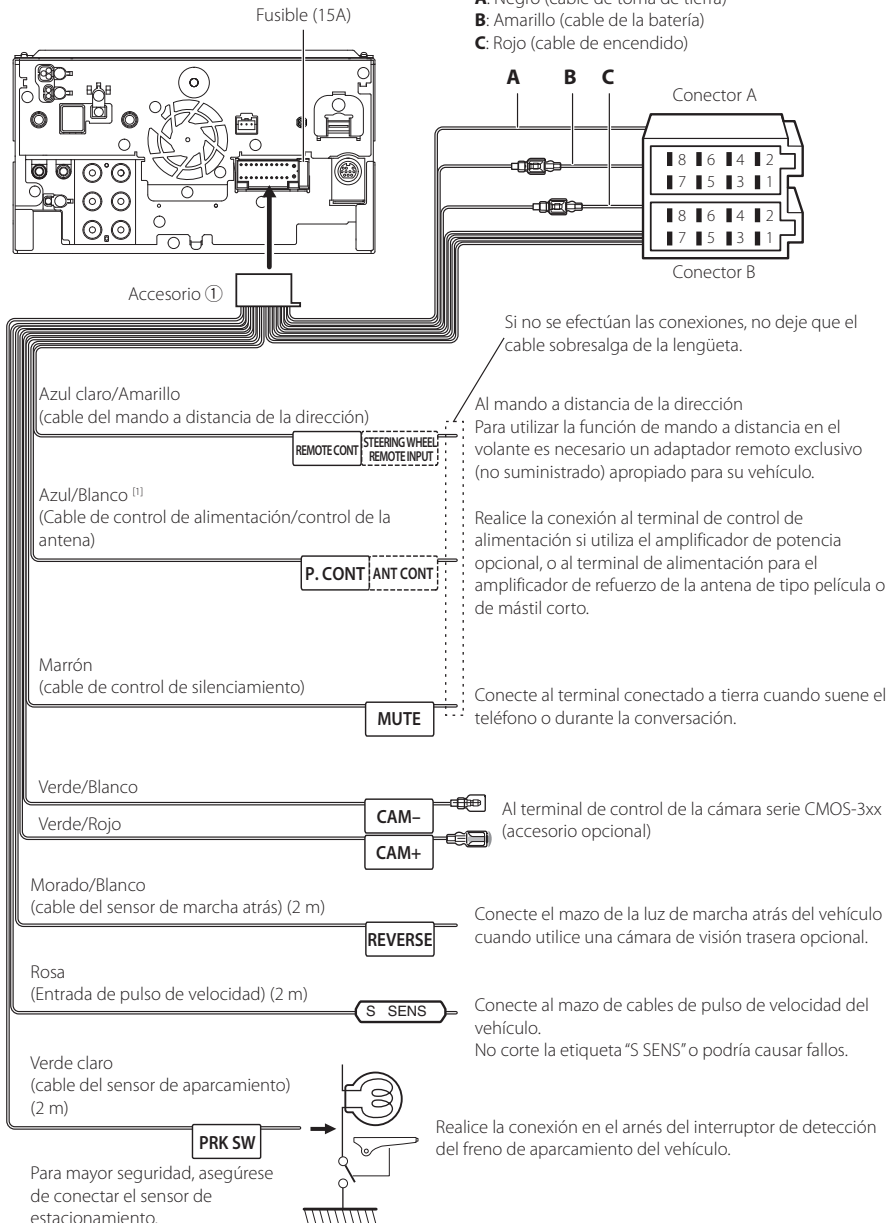 Fusible (15A)
A: Negro (cable de toma de tierra)
B: Amarillo (cable de la batería)
C: Rojo (cable de encendido)
A B C
Conector A
8 6 4 2
7 5 3 1
8 6 4 2
7 5 3 1
Conector B
Accesorio ①
Si no se efectúan las conexiones, no deje que el
cable sobresalga de la lengüeta.
Azul claro/Amarillo
(cable del mando a distancia de la dirección)
REMOTE CONT
STEERING WHEEL
REMOTE INPUT
Al mando a distancia de la dirección
Para utilizar la función de mando a distancia en el
volante es necesario un adaptador remoto exclusivo
(no suministrado) apropiado para su vehículo.
Azul/Blanco [1]
(Cable de control de alimentación/control de la
antena)
P. CONT ANT CONT
Realice la conexión al terminal de control de
alimentación si utiliza el amplificador de potencia
opcional, o al terminal de alimentación para el
amplificador de refuerzo de la antena de tipo película o
de mástil corto.
Marrón
(cable de control de silenciamiento)
MUTE
Conecte al terminal conectado a tierra cuando suene el
teléfono o durante la conversación.
Verde/Blanco
CAM–
Verde/Rojo
CAM+
Al terminal de control de la cámara serie CMOS-3xx
(accesorio opcional)
Morado/Blanco
(cable del sensor de marcha atrás) (2 m)
REVERSE
Conecte el mazo de la luz de marcha atrás del vehículo
cuando utilice una cámara de visión trasera opcional.
Rosa
(Entrada de pulso de velocidad) (2 m)
S SENS
Conecte al mazo de cables de pulso de velocidad del
vehículo.
No corte la etiqueta “S SENS” o podría causar fallos.
Verde claro
(cable del sensor de aparcamiento)
(2 m)
PRK SW
Realice la conexión en el arnés del interruptor de detección
del freno de aparcamiento del vehículo.
Para mayor seguridad, asegúrese
de conectar el sensor de
estacionamiento.